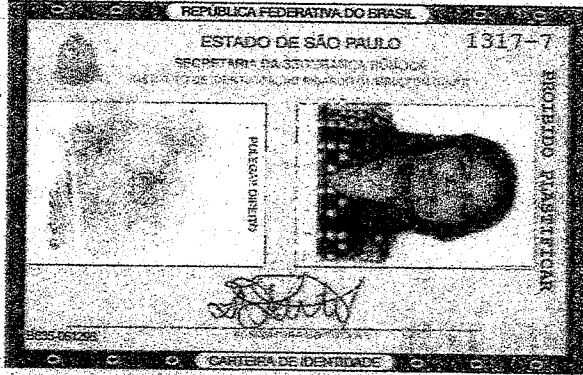 REPÚBLICA FEDERATIVA DO BRASIL
ESTADO DE SÃO PAULO
1317-7
SECRETARIA DA SEGURANÇA PÚBLICA
PROIBIDO PLASTIFICAR
POLEGAR DIREITO
CARTEIRA DE IDENTIDADE